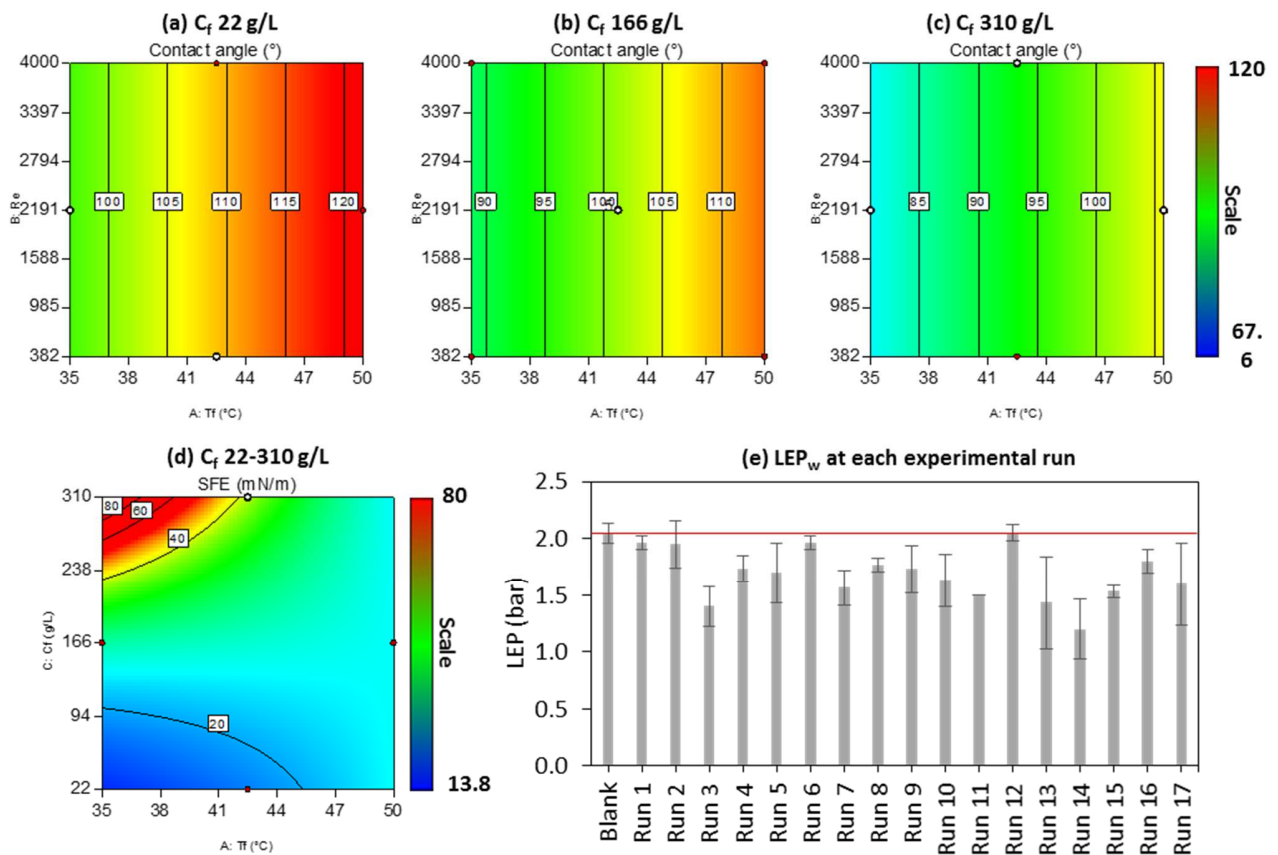 (a) Cf 22 g/L
Contact angle (°)
4000
3397
2794
2191
1588
985
382
B: Re
100
105
110
115
120
35
38
41
44
47
50
A: Tf (°C)
(b) Cf 166 g/L
Contact angle (°)
4000
3397
2794
2191
1588
985
382
B: Re
90
95
100
5
105
110
35
38
41
44
47
50
A: Tf (°C)
(c) Cf 310 g/L
Contact angle (°)
4000
3397
2794
2191
1588
985
382
B: Re
85
90
95
100
35
38
41
44
47
50
A: Tf (°C)
120
Scale
67.
6
(d) Cf 22-310 g/L
SFE (mN/m)
310
238
166
94
22
C: Cf (g/L)
80
60
40
20
35
38
41
44
47
50
A: Tf (°C)
80
Scale
13.8
(e) LEPw at each experimental run
LEP (bar)
2.5
2.0
1.5
1.0
0.5
0.0
Blank
Run 1
Run 2
Run 3
Run 4
Run 5
Run 6
Run 7
Run 8
Run 9
Run 10
Run 11
Run 12
Run 13
Run 14
Run 15
Run 16
Run 17